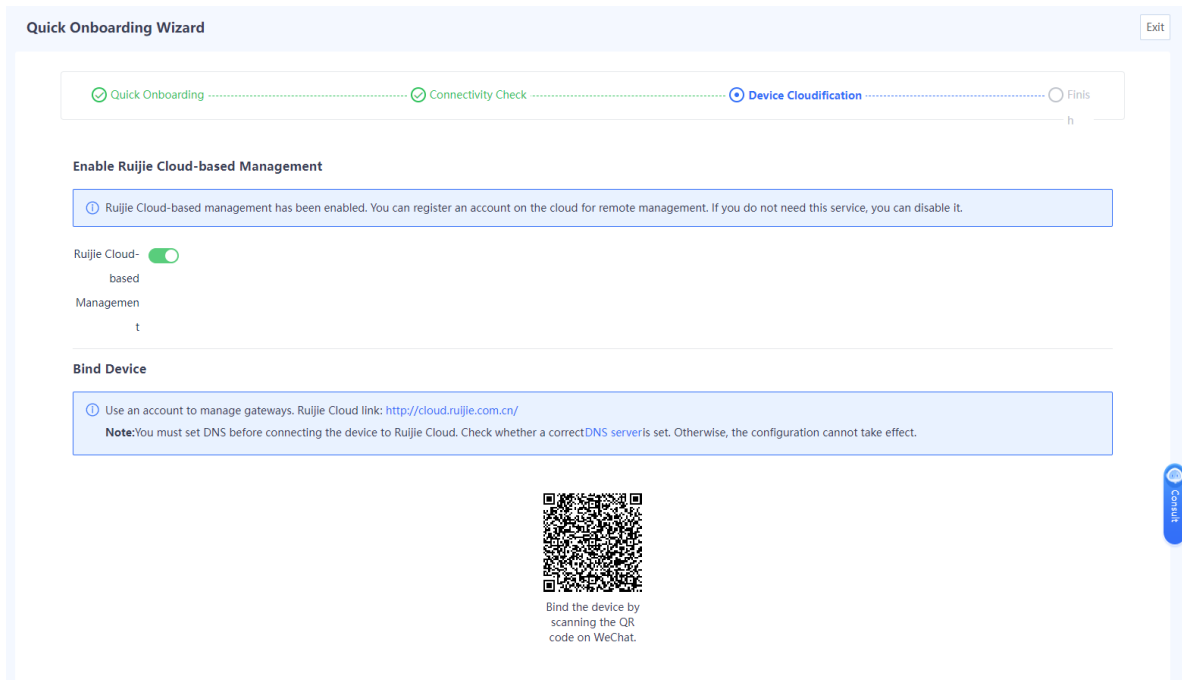 Quick Onboarding Wizard
Exit
Quick Onboarding
Connectivity Check
Device Cloudification
Finis
h
Enable Ruijie Cloud-based Management
Ruijie Cloud-based management has been enabled. You can register an account on the cloud for remote management. If you do not need this service, you can disable it.
Ruijie Cloud-
based
Managemen
t
Bind Device
Use an account to manage gateways. Ruijie Cloud link: http://cloud.ruijie.com.cn/
Note:You must set DNS before connecting the device to Ruijie Cloud. Check whether a correctDNS serveris set. Otherwise, the configuration cannot take effect.
Consult
Bind the device by
scanning the QR
code on WeChat.